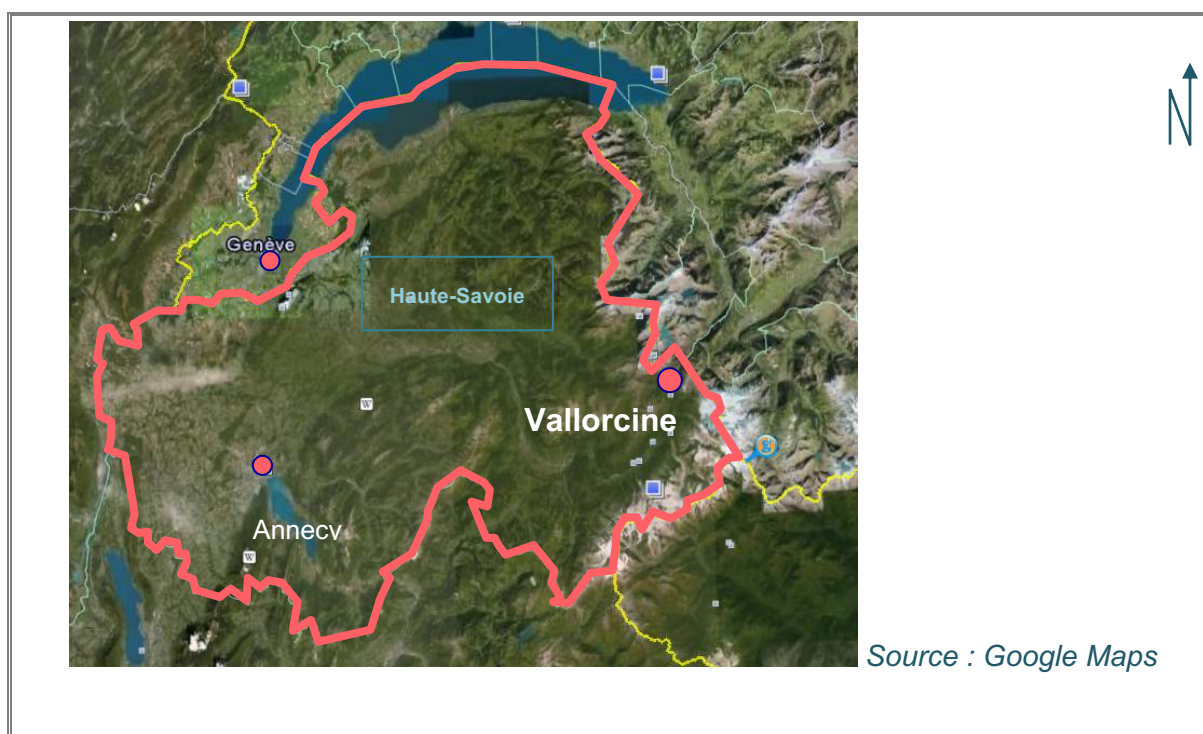 N
Genève
Haute-Savoie
W
Vallorcine
Annecy
W
Source : Google Maps